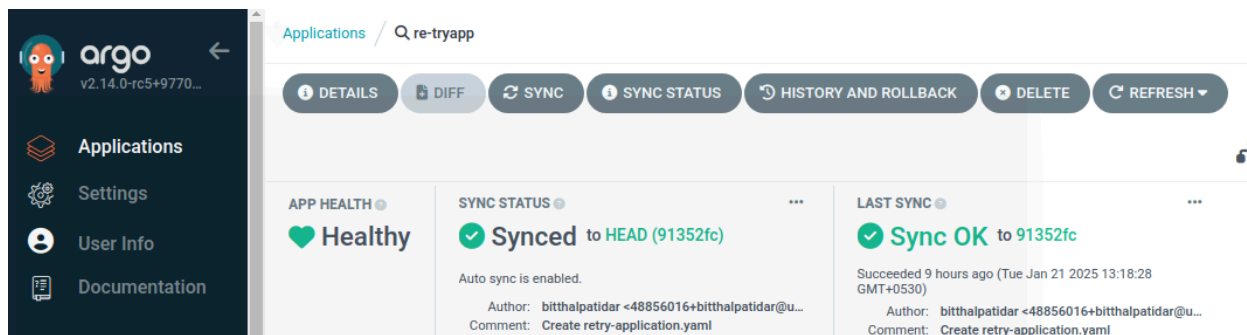 argo
v2.14.0-rc5+9770...
Applications
Settings
User Info
Documentation
Applications / re-tryapp
DETAILS DIFF SYNC SYNC STATUS HISTORY AND ROLLBACK DELETE REFRESH
APP HEALTH
Healthy
SYNC STATUS
Synced to HEAD (91352fc)
Auto sync is enabled.
Author: bitthalpatidar <48856016+bitthalpatidar@u...
Comment: Create retry-application.yaml
LAST SYNC
Sync OK to 91352fc
Succeeded 9 hours ago (Tue Jan 21 2025 13:18:28
GMT+0530)
Author: bitthalpatidar <48856016+bitthalpatidar@u...
Comment: Create retry-application.yaml